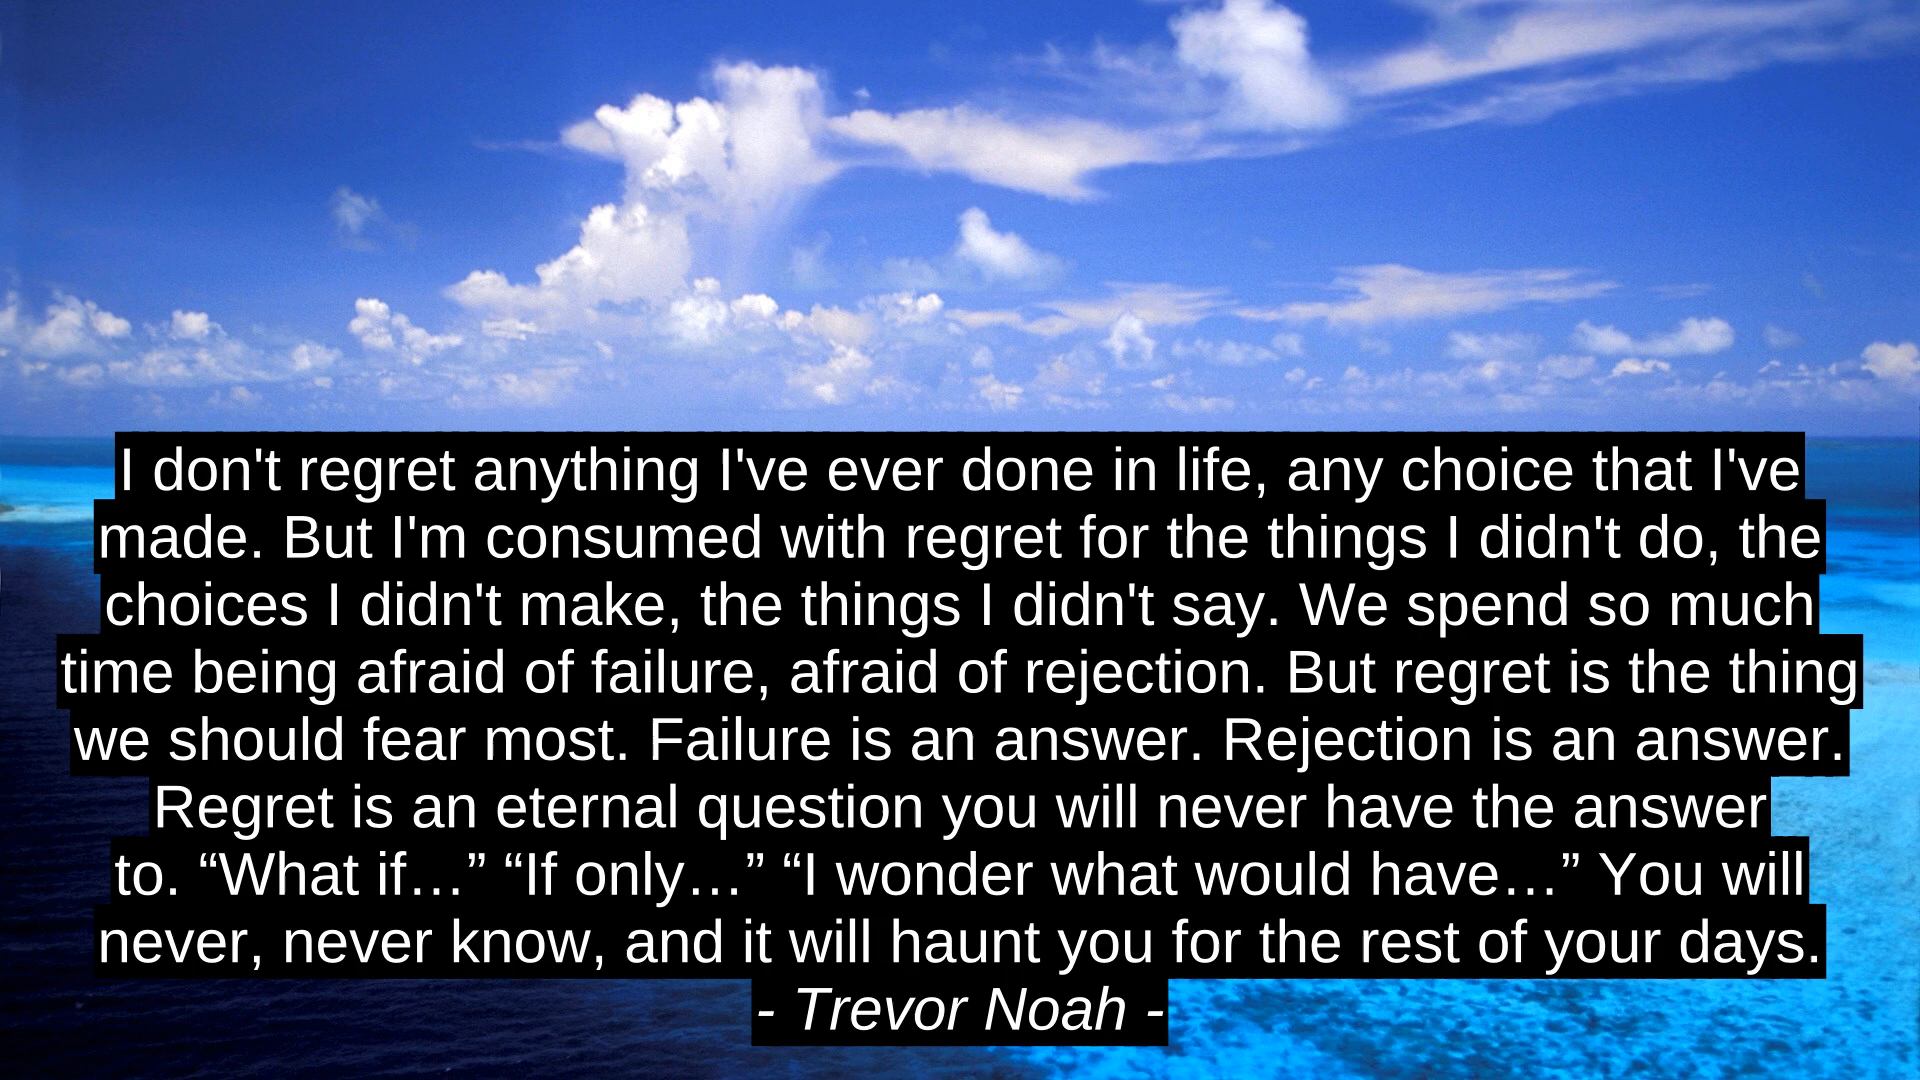 I don't regret anything I've ever done in life, any choice that I've
made. But I'm consumed with regret for the things I didn't do, the
choices I didn't make, the things I didn't say. We spend so much
time being afraid of failure, afraid of rejection. But regret is the thing
we should fear most. Failure is an answer. Rejection is an answer.
Regret is an eternal question you will never have the answer
to. “What if…” “If only…” “I wonder what would have…” You will
never, never know, and it will haunt you for the rest of your days.
- Trevor Noah -